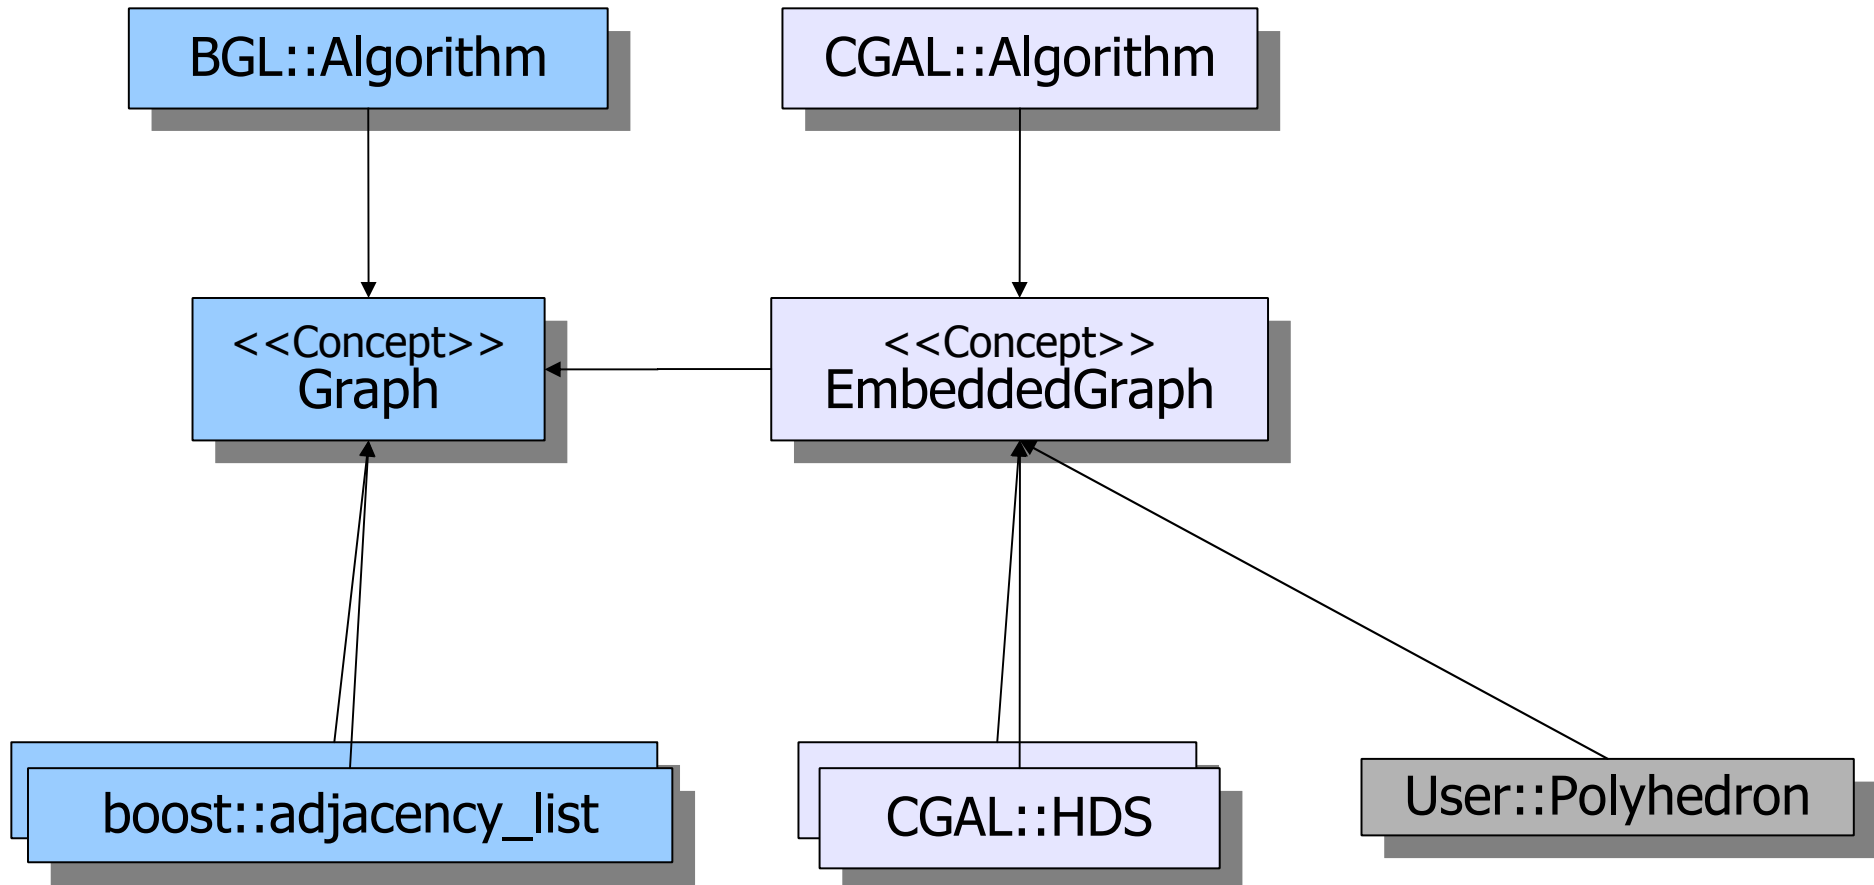 BGL::Algorithm
CGAL::Algorithm
<<Concept>>
Graph
<<Concept>>
EmbeddedGraph
boost::adjacency_list
CGAL::HDS
User::Polyhedron